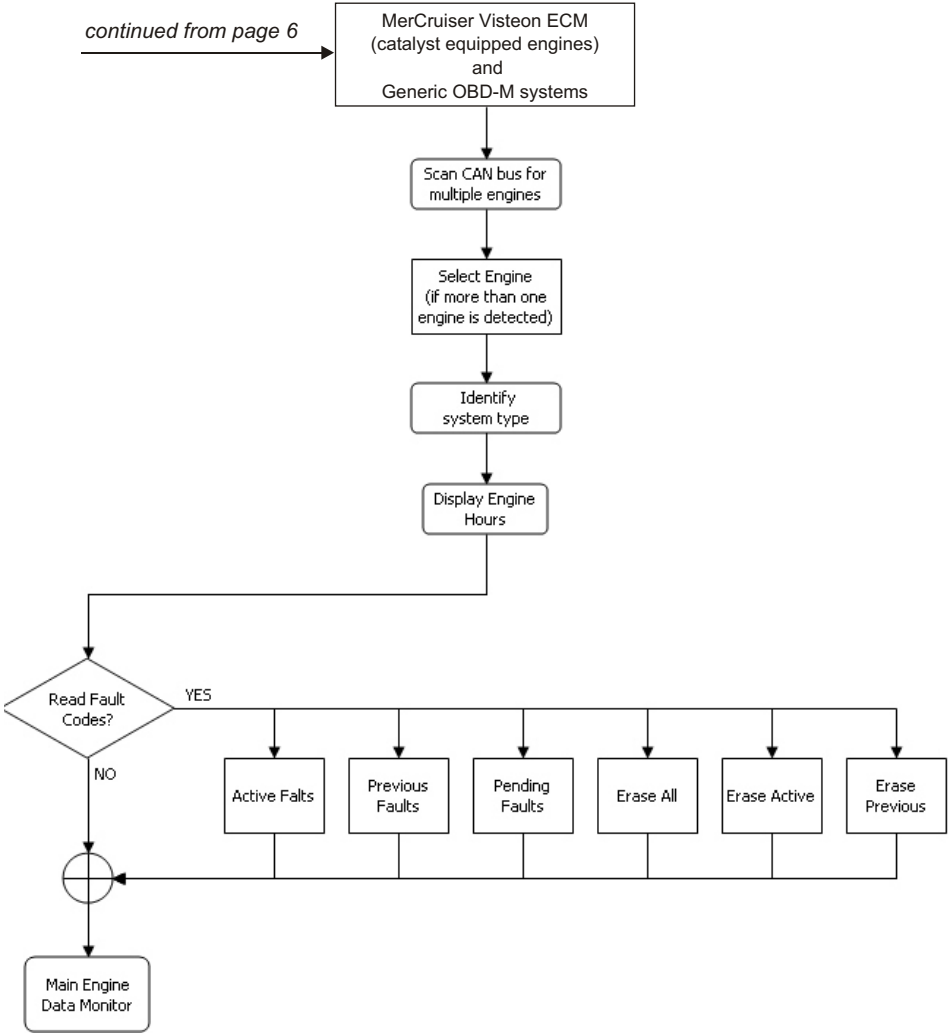 continued from page 6
MerCruiser Visteon ECM
(catalyst equipped engines)
and
Generic OBD-M systems
Scan CAN bus for
multiple engines
Select Engine
(if more than one
engine is detected)
Identify
system type
Display Engine
Hours
Read Fault
Codes?
YES
NO
Active Falts
Previous
Faults
Pending
Faults
Erase All
Erase Active
Erase
Previous
Main Engine
Data Monitor